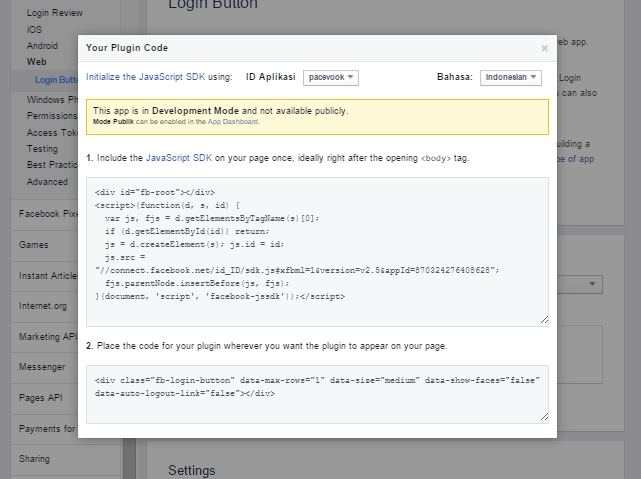 Login Button
Login Review
iOS
Android
Web
Login Butt
Windows Ph
Permissions
Access Tok
Testing
Best Practic
Advanced
Facebook Pixe
Games
Instant Article
Internet.org
Marketing API
Messenger
Pages API
Payments for
Sharing
eb app.
Login
can also
uilding a
pe of app
Your Plugin Code
×
Initialize the JavaScript SDK using: ID Aplikasi pacevook Bahasa: Indonesian
This app is in Development Mode and not available publicly.
Mode Publik can be enabled in the App Dashboard.
1. Include the JavaScript SDK on your page once, ideally right after the opening <body> tag.
<div id="fb-root"></div>
<script>(function(d, s, id) {
var js, fjs = d.getElementsByTagName(s)[0];
if (d.getElementById(id)) return;
js = d.createElement(s); js.id = id;
js.src =
"//connect.facebook.net/id_ID/sdk.js#xfbml=1&version=v2.5&appId=870324276408628";
fjs.parentNode.insertBefore(js, fjs);
}(document, 'script', 'facebook-jssdk'));</script>
2. Place the code for your plugin wherever you want the plugin to appear on your page.
<div class="fb-login-button" data-max-rows="1" data-size="medium" data-show-faces="false"
data-auto-logout-link="false"></div>
Settings